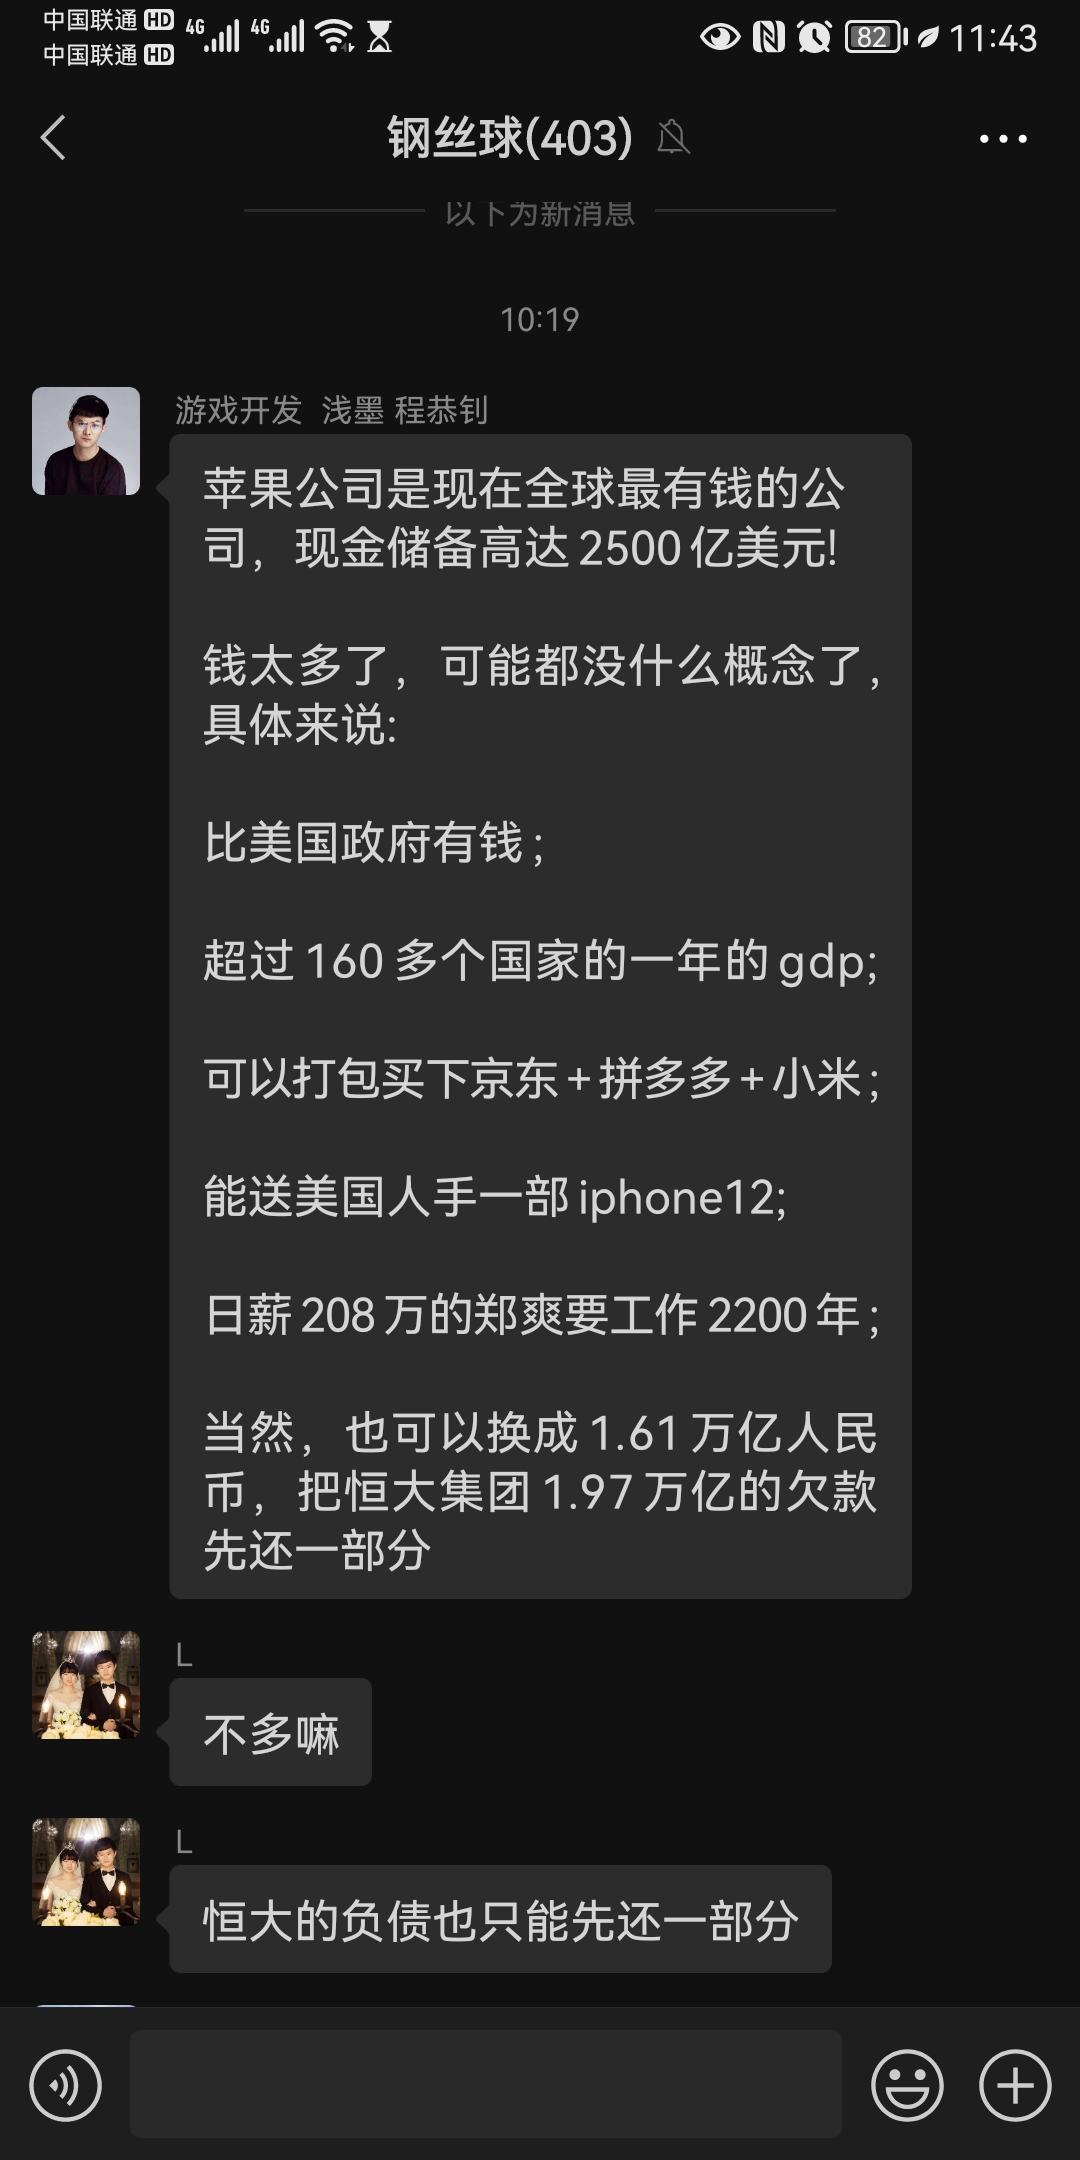 中国联通 HD 4G 4G 82 11:43
中国联通 HD
钢丝球(403)
以下为新消息
10:19
游戏开发 浅墨 程恭钊
苹果公司是现在全球最有钱的公
司，现金储备高达2500亿美元!
钱太多了，可能都没什么概念了，
具体来说:
比美国政府有钱；
超过160多个国家的一年的gdp;
可以打包买下京东+拼多多+小米；
能送美国人手一部iphone12;
日薪208万的郑爽要工作2200年；
当然，也可以换成1.61万亿人民
币，把恒大集团1.97万亿的欠款
先还一部分
L
不多嘛
L
恒大的负债也只能先还一部分